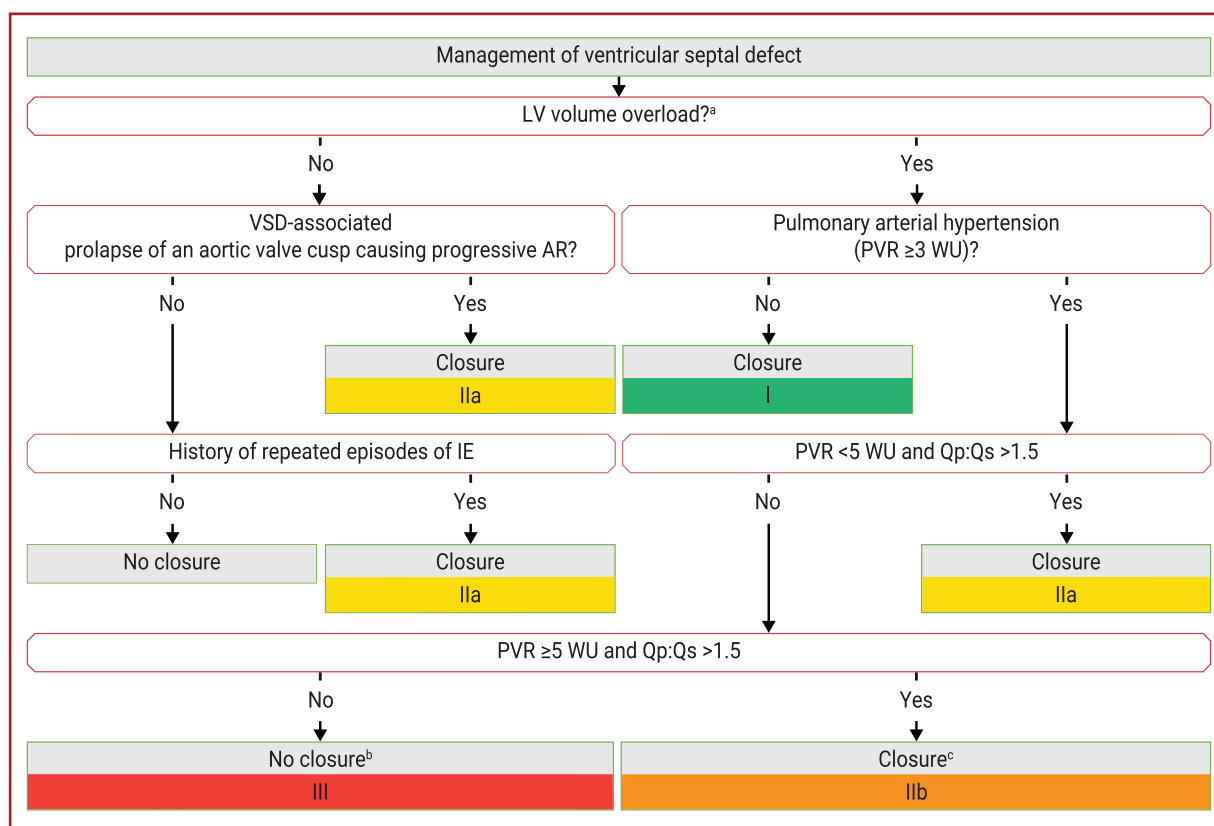 Management of ventricular septal defect
LV volume overload?ᵃ
No
Yes
VSD-associated
prolapse of an aortic valve cusp causing progressive AR?
Pulmonary arterial hypertension
(PVR ≥3 WU)?
No
Yes
No
Yes
Closure
IIa
Closure
I
History of repeated episodes of IE
PVR <5 WU and Qp:Qs >1.5
No
Yes
No
Yes
No closure
Closure
IIa
Closure
IIa
PVR ≥5 WU and Qp:Qs >1.5
No
Yes
No closureᵇ
III
Closureᶜ
IIb